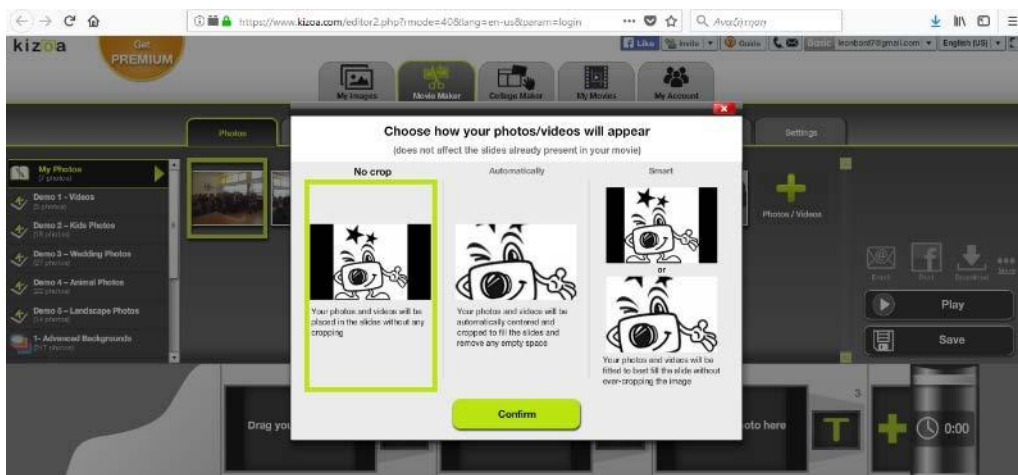 https://www.kizoa.com/editor2.php?rmode=40&lang=en-us&param=login
Αναζήτηση
kizoa
Get
PREMIUM
Like
Invite
Guide
Basic
English (US)
My Images
Movie Maker
Collage Maker
My Movies
My Account
Photos
Settings
Choose how your photos/videos will appear
(does not affect the slides already present in your movie)
No crop
Automatically
Smart
or
Your photos and videos will be
placed in the slides without any
cropping
Your photos and videos will be
automatically centered and
cropped to fill the slides and
remove any empty space
Your photos and videos will be
fitted to best fill the slide without
over-cropping the image
Confirm
My Photos
Demo 1 - Videos
Demo 2 – Kids Photos
Demo 3 – Wedding Photos
Demo 4 – Animal Photos
Demo 5 – Landscape Photos
1- Advanced Backgrounds
Photos / Videos
Play
Save
Drag you
oto here
3
T
0:00